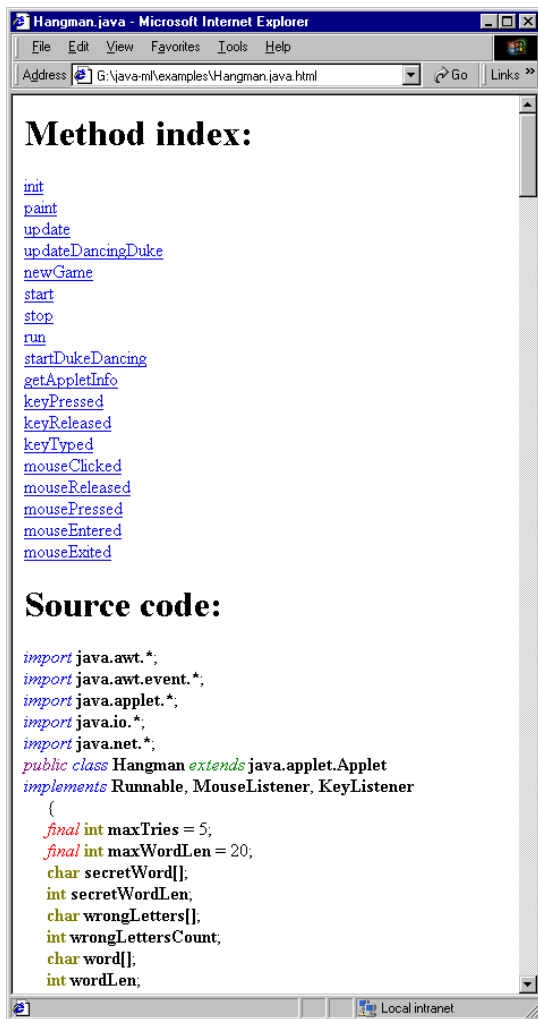 Hangman.java - Microsoft Internet Explorer
File Edit View Favorites Tools Help
Address G:\java-ml\examples\Hangman.java.html Go Links »
Method index:
init
paint
update
updateDancingDuke
newGame
start
stop
run
startDukeDancing
getAppletInfo
keyPressed
keyReleased
keyTyped
mouseClicked
mouseReleased
mousePressed
mouseEntered
mouseExited
Source code:
import java.awt.*;
import java.awt.event.*;
import java.applet.*;
import java.io.*;
import java.net.*;
public class Hangman extends java.applet.Applet
implements Runnable, MouseListener, KeyListener
{
final int maxTries = 5;
final int maxWordLen = 20;
char secretWord[];
int secretWordLen;
char wrongLetters[];
int wrongLettersCount;
char word[];
int wordLen;
Local intranet